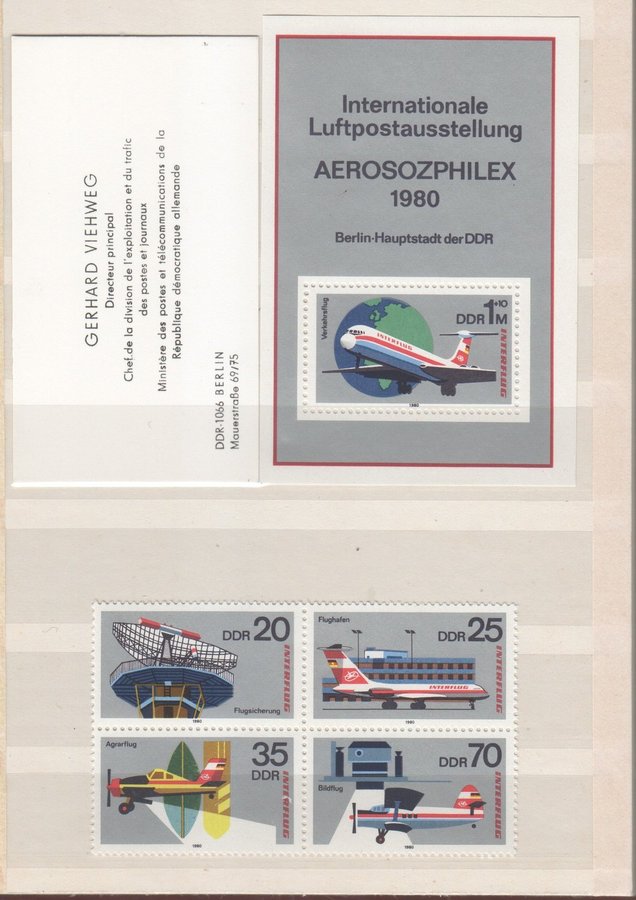 GERHARD VIEHWEG
Directeur principal
Chef de la division de l'exploitation et du trafic
des postes et journaux
Ministère des postes et télécommunications de la
République démocratique allemande
DDR-1066 BERLIN
Mauerstraße 69/75
Internationale
Luftpostausstellung
AEROSOZPHILEX
1980
Berlin-Hauptstadt der DDR
Verkehrsflug
DDR 1+10 M
INTERFLUG
INTERFLUG
1980
DDR 20
INTERFLUG
Flugsicherung
1980
Flughafen
DDR 25
INTERFLUG
INTERFLUG
1980
Agrarflug
35
DDR
INTERFLUG
1980
DDR 70
Bildflug
INTERFLUG
1980